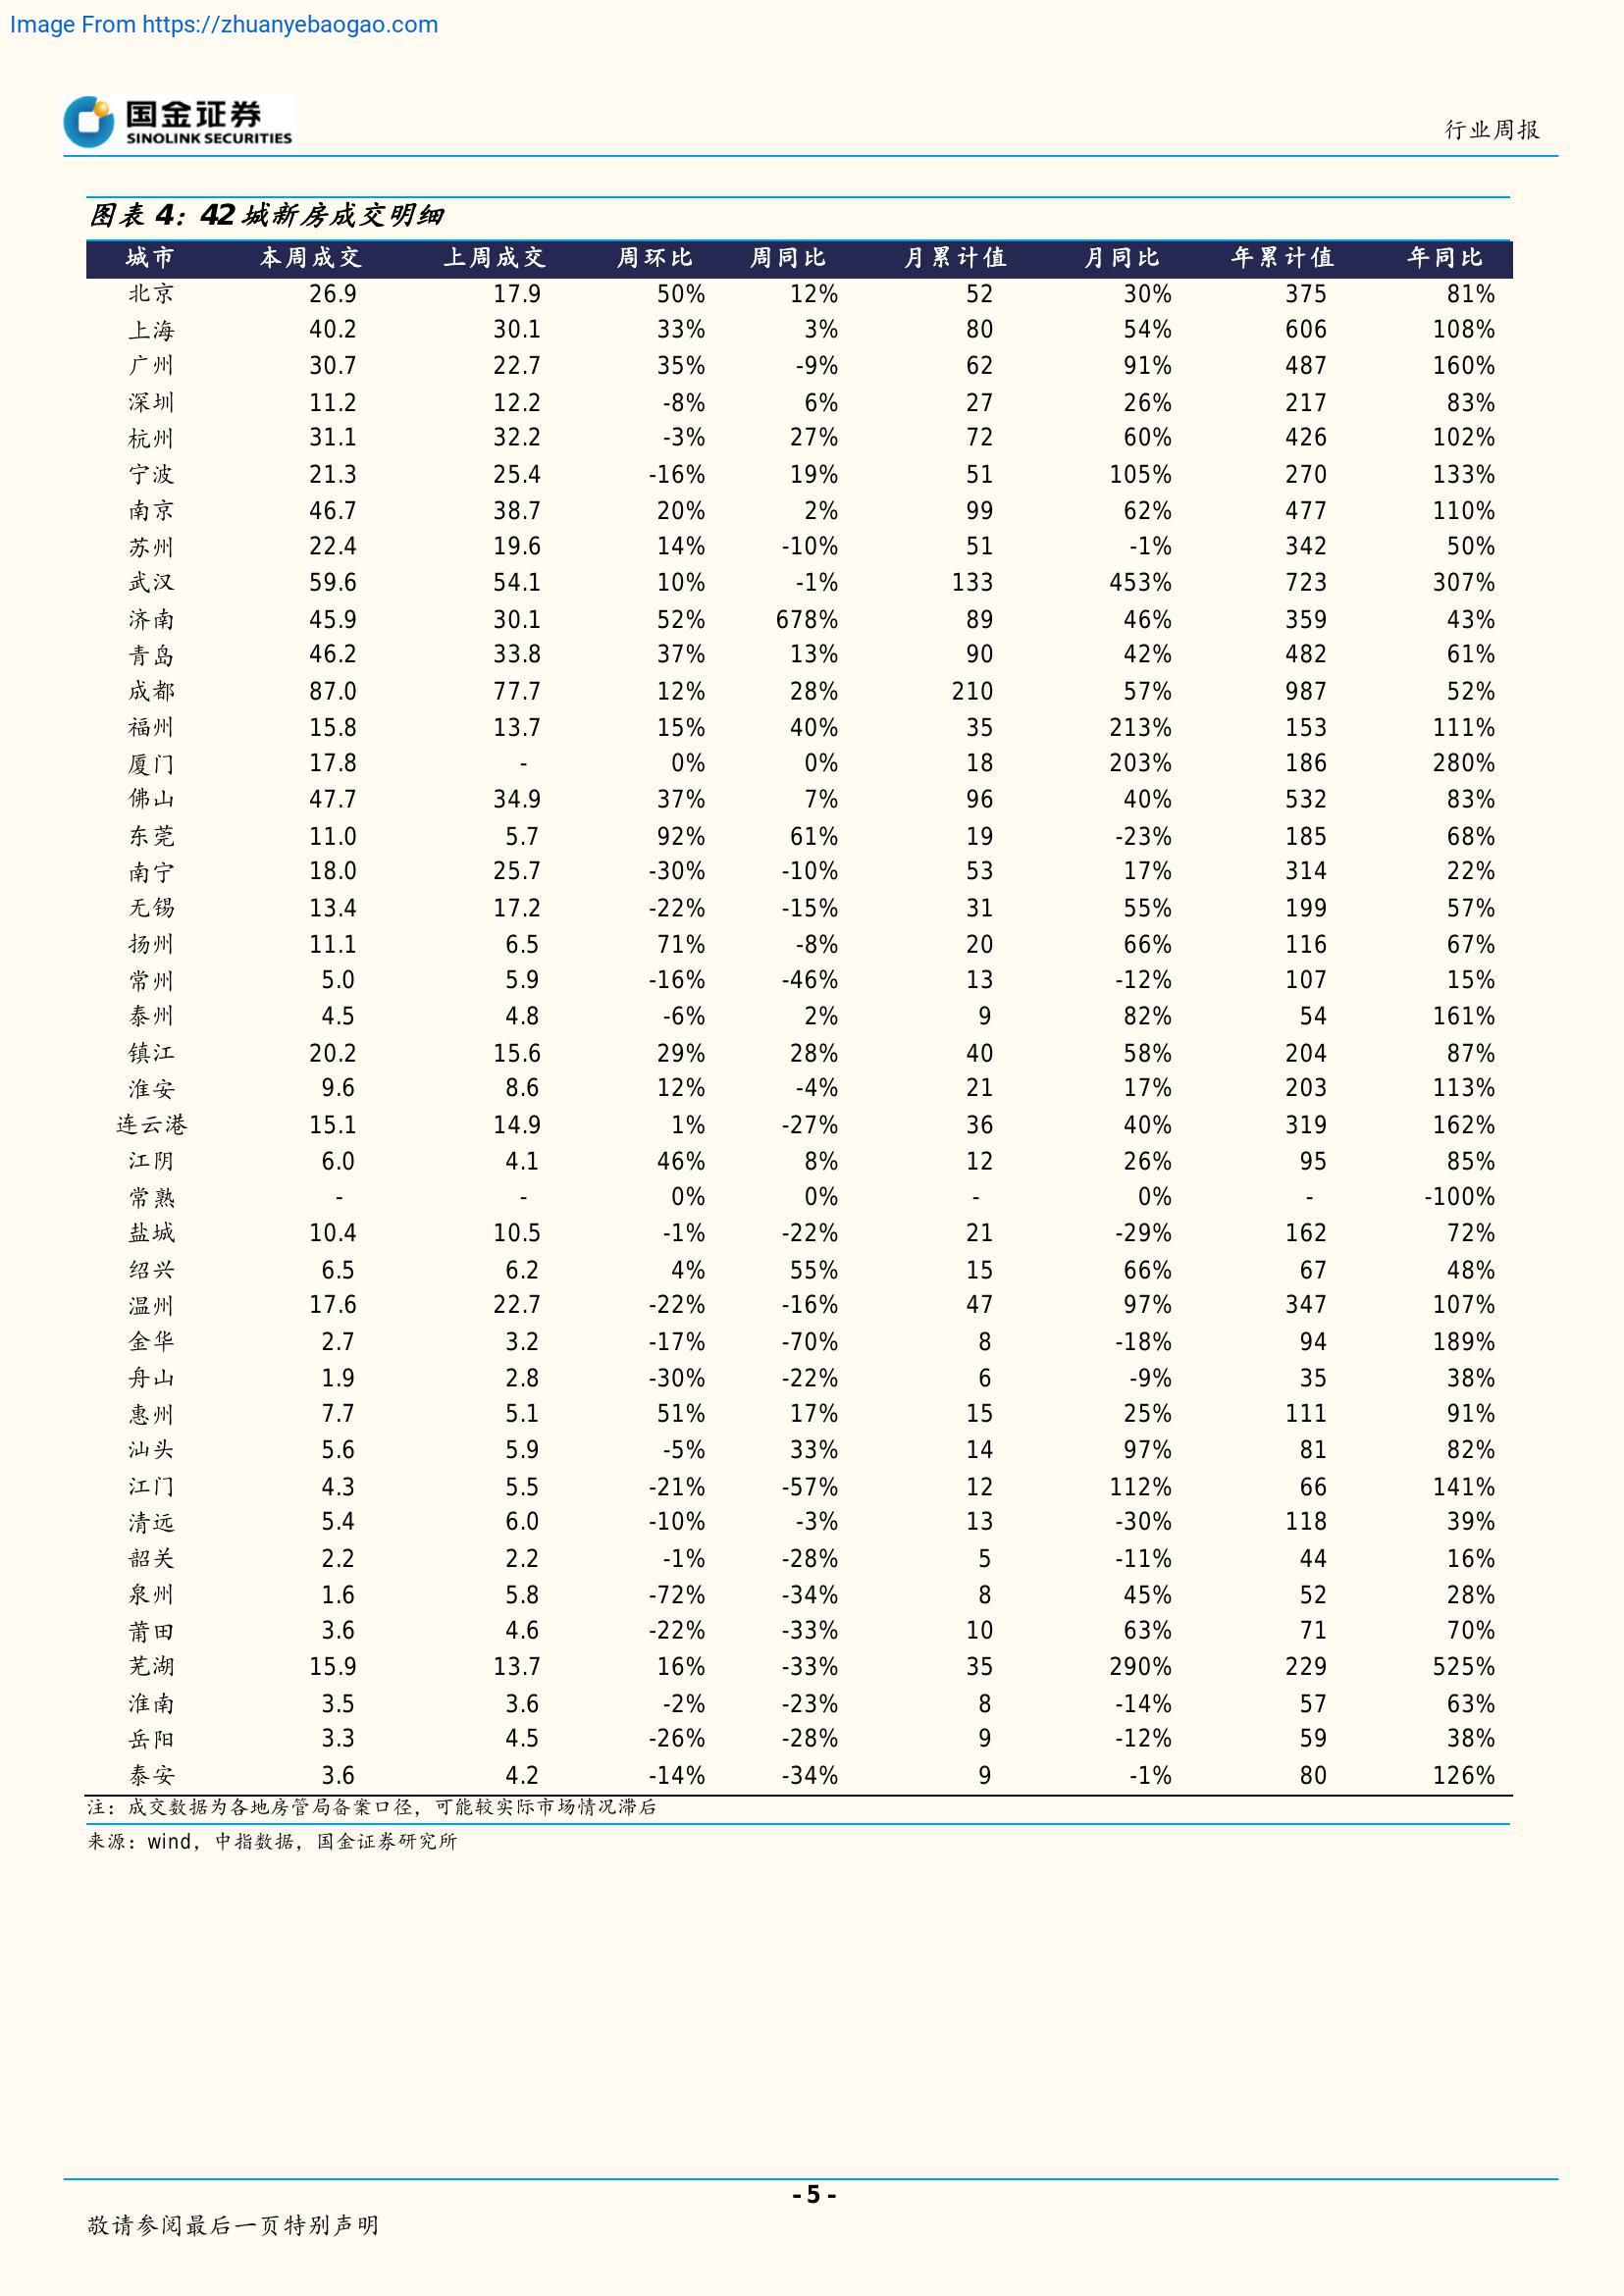 Image From https://zhuanyebaogao.com
国金证券
SINOLINK SECURITIES
行业周报
图表 4：42 城新房成交明细
城市 本周成交 上周成交 周环比 周同比 月累计值 月同比 年累计值 年同比
北京 26.9 17.9 50% 12% 52 30% 375 81%
上海 40.2 30.1 33% 3% 80 54% 606 108%
广州 30.7 22.7 35% -9% 62 91% 487 160%
深圳 11.2 12.2 -8% 6% 27 26% 217 83%
杭州 31.1 32.2 -3% 27% 72 60% 426 102%
宁波 21.3 25.4 -16% 19% 51 105% 270 133%
南京 46.7 38.7 20% 2% 99 62% 477 110%
苏州 22.4 19.6 14% -10% 51 -1% 342 50%
武汉 59.6 54.1 10% -1% 133 453% 723 307%
济南 45.9 30.1 52% 678% 89 46% 359 43%
青岛 46.2 33.8 37% 13% 90 42% 482 61%
成都 87.0 77.7 12% 28% 210 57% 987 52%
福州 15.8 13.7 15% 40% 35 213% 153 111%
厦门 17.8 - 0% 0% 18 203% 186 280%
佛山 47.7 34.9 37% 7% 96 40% 532 83%
东莞 11.0 5.7 92% 61% 19 -23% 185 68%
南宁 18.0 25.7 -30% -10% 53 17% 314 22%
无锡 13.4 17.2 -22% -15% 31 55% 199 57%
扬州 11.1 6.5 71% -8% 20 66% 116 67%
常州 5.0 5.9 -16% -46% 13 -12% 107 15%
泰州 4.5 4.8 -6% 2% 9 82% 54 161%
镇江 20.2 15.6 29% 28% 40 58% 204 87%
淮安 9.6 8.6 12% -4% 21 17% 203 113%
连云港 15.1 14.9 1% -27% 36 40% 319 162%
江阴 6.0 4.1 46% 8% 12 26% 95 85%
常熟 - - 0% 0% - 0% - -100%
盐城 10.4 10.5 -1% -22% 21 -29% 162 72%
绍兴 6.5 6.2 4% 55% 15 66% 67 48%
温州 17.6 22.7 -22% -16% 47 97% 347 107%
金华 2.7 3.2 -17% -70% 8 -18% 94 189%
舟山 1.9 2.8 -30% -22% 6 -9% 35 38%
惠州 7.7 5.1 51% 17% 15 25% 111 91%
汕头 5.6 5.9 -5% 33% 14 97% 81 82%
江门 4.3 5.5 -21% -57% 12 112% 66 141%
清远 5.4 6.0 -10% -3% 13 -30% 118 39%
韶关 2.2 2.2 -1% -28% 5 -11% 44 16%
泉州 1.6 5.8 -72% -34% 8 45% 52 28%
莆田 3.6 4.6 -22% -33% 10 63% 71 70%
芜湖 15.9 13.7 16% -33% 35 290% 229 525%
淮南 3.5 3.6 -2% -23% 8 -14% 57 63%
岳阳 3.3 4.5 -26% -28% 9 -12% 59 38%
泰安 3.6 4.2 -14% -34% 9 -1% 80 126%
注：成交数据为各地房管局备案口径，可能较实际市场情况滞后
来源：wind，中指数据，国金证券研究所
- 5 -
敬请参阅最后一页特别声明